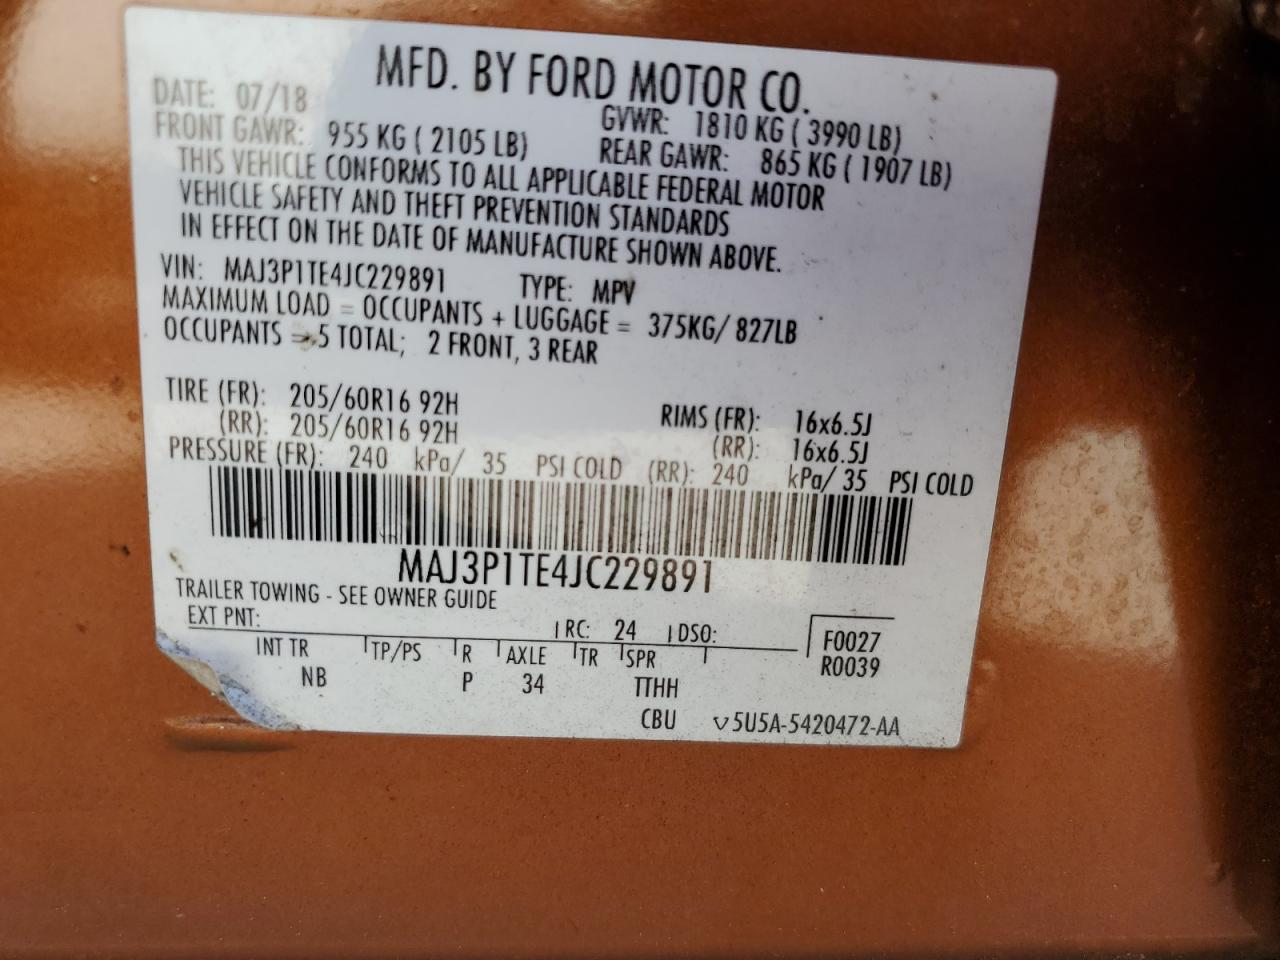 MFD. BY FORD MOTOR CO.
DATE: 07/18 GVWR: 1810 KG ( 3990 LB)
FRONT GAWR: 955 KG ( 2105 LB) REAR GAWR: 865 KG ( 1907 LB)
THIS VEHICLE CONFORMS TO ALL APPLICABLE FEDERAL MOTOR
VEHICLE SAFETY AND THEFT PREVENTION STANDARDS
IN EFFECT ON THE DATE OF MANUFACTURE SHOWN ABOVE.
VIN: MAJ3P1TE4JC229891 TYPE: MPV
MAXIMUM LOAD = OCCUPANTS + LUGGAGE = 375KG/ 827LB
OCCUPANTS = 5 TOTAL; 2 FRONT, 3 REAR
TIRE (FR): 205/60R16 92H RIMS (FR): 16x6.5J
(RR): 205/60R16 92H (RR): 16x6.5J
PRESSURE (FR): 240 kPa/ 35 PSI COLD (RR): 240 kPa/ 35 PSI COLD
MAJ3P1TE4JC229891
TRAILER TOWING - SEE OWNER GUIDE
EXT PNT: RC: 24 DSO: F0027
INT TR TP/PS R AXLE TR SPR R0039
NB P 34 TTHH
CBU V5U5A-5420472-AA